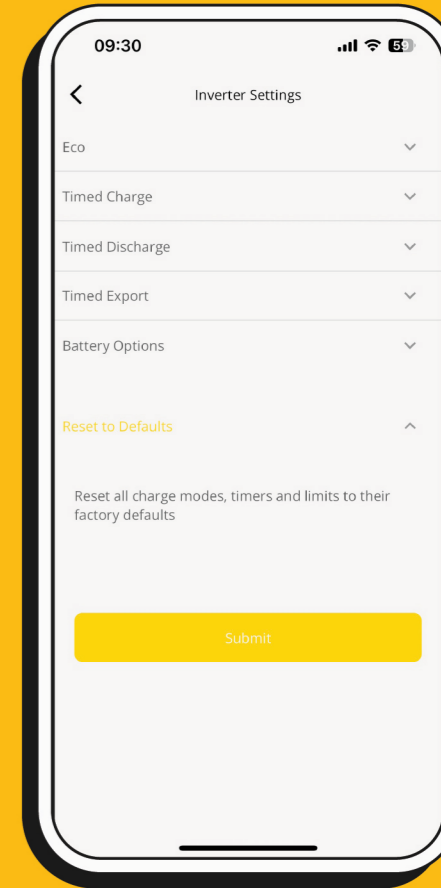 09:30
59
Inverter Settings
Eco
Timed Charge
Timed Discharge
Timed Export
Battery Options
Reset to Defaults
Reset all charge modes, timers and limits to their
factory defaults
Submit